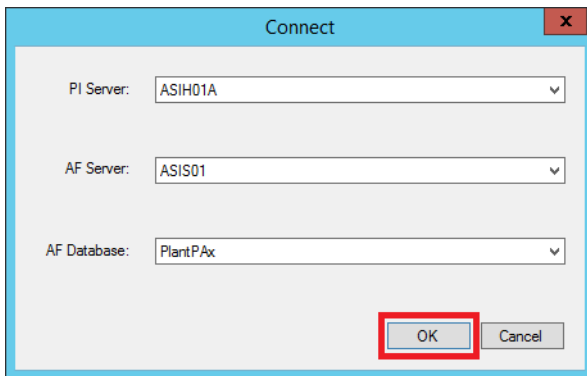 Connect
x
PI Server: ASIH01A
AF Server: ASIS01
AF Database: PlantPAx
OK Cancel